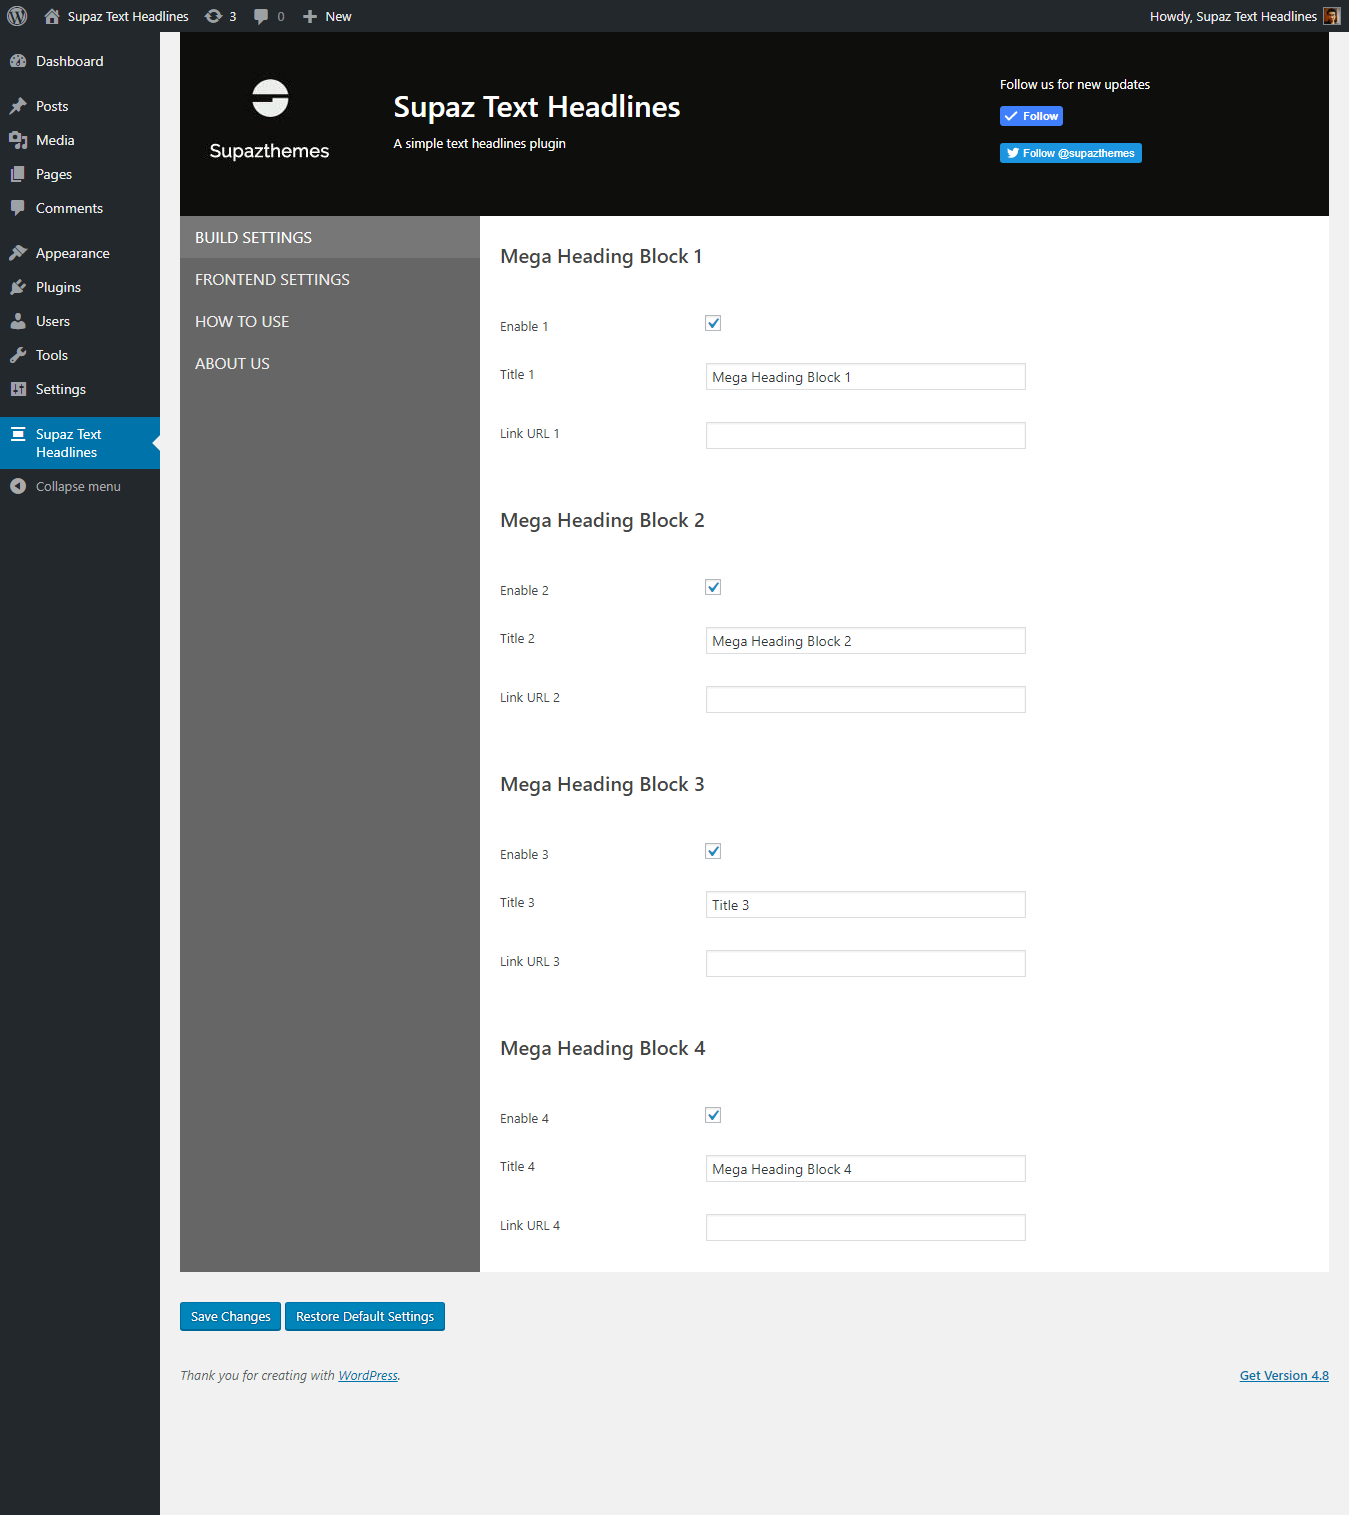 Supaz Text Headlines 3 0 New Howdy, Supaz Text Headlines
Dashboard
Posts
Media
Pages
Comments
Appearance
Plugins
Users
Tools
Settings
Supaz Text
Headlines
Collapse menu
Supazthemes
Supaz Text Headlines
A simple text headlines plugin
Follow us for new updates
Follow
Follow @supazthemes
BUILD SETTINGS
FRONTEND SETTINGS
HOW TO USE
ABOUT US
Mega Heading Block 1
Enable 1
Title 1 Mega Heading Block 1
Link URL 1
Mega Heading Block 2
Enable 2
Title 2 Mega Heading Block 2
Link URL 2
Mega Heading Block 3
Enable 3
Title 3 Title 3
Link URL 3
Mega Heading Block 4
Enable 4
Title 4 Mega Heading Block 4
Link URL 4
Save Changes Restore Default Settings
Thank you for creating with WordPress. Get Version 4.8